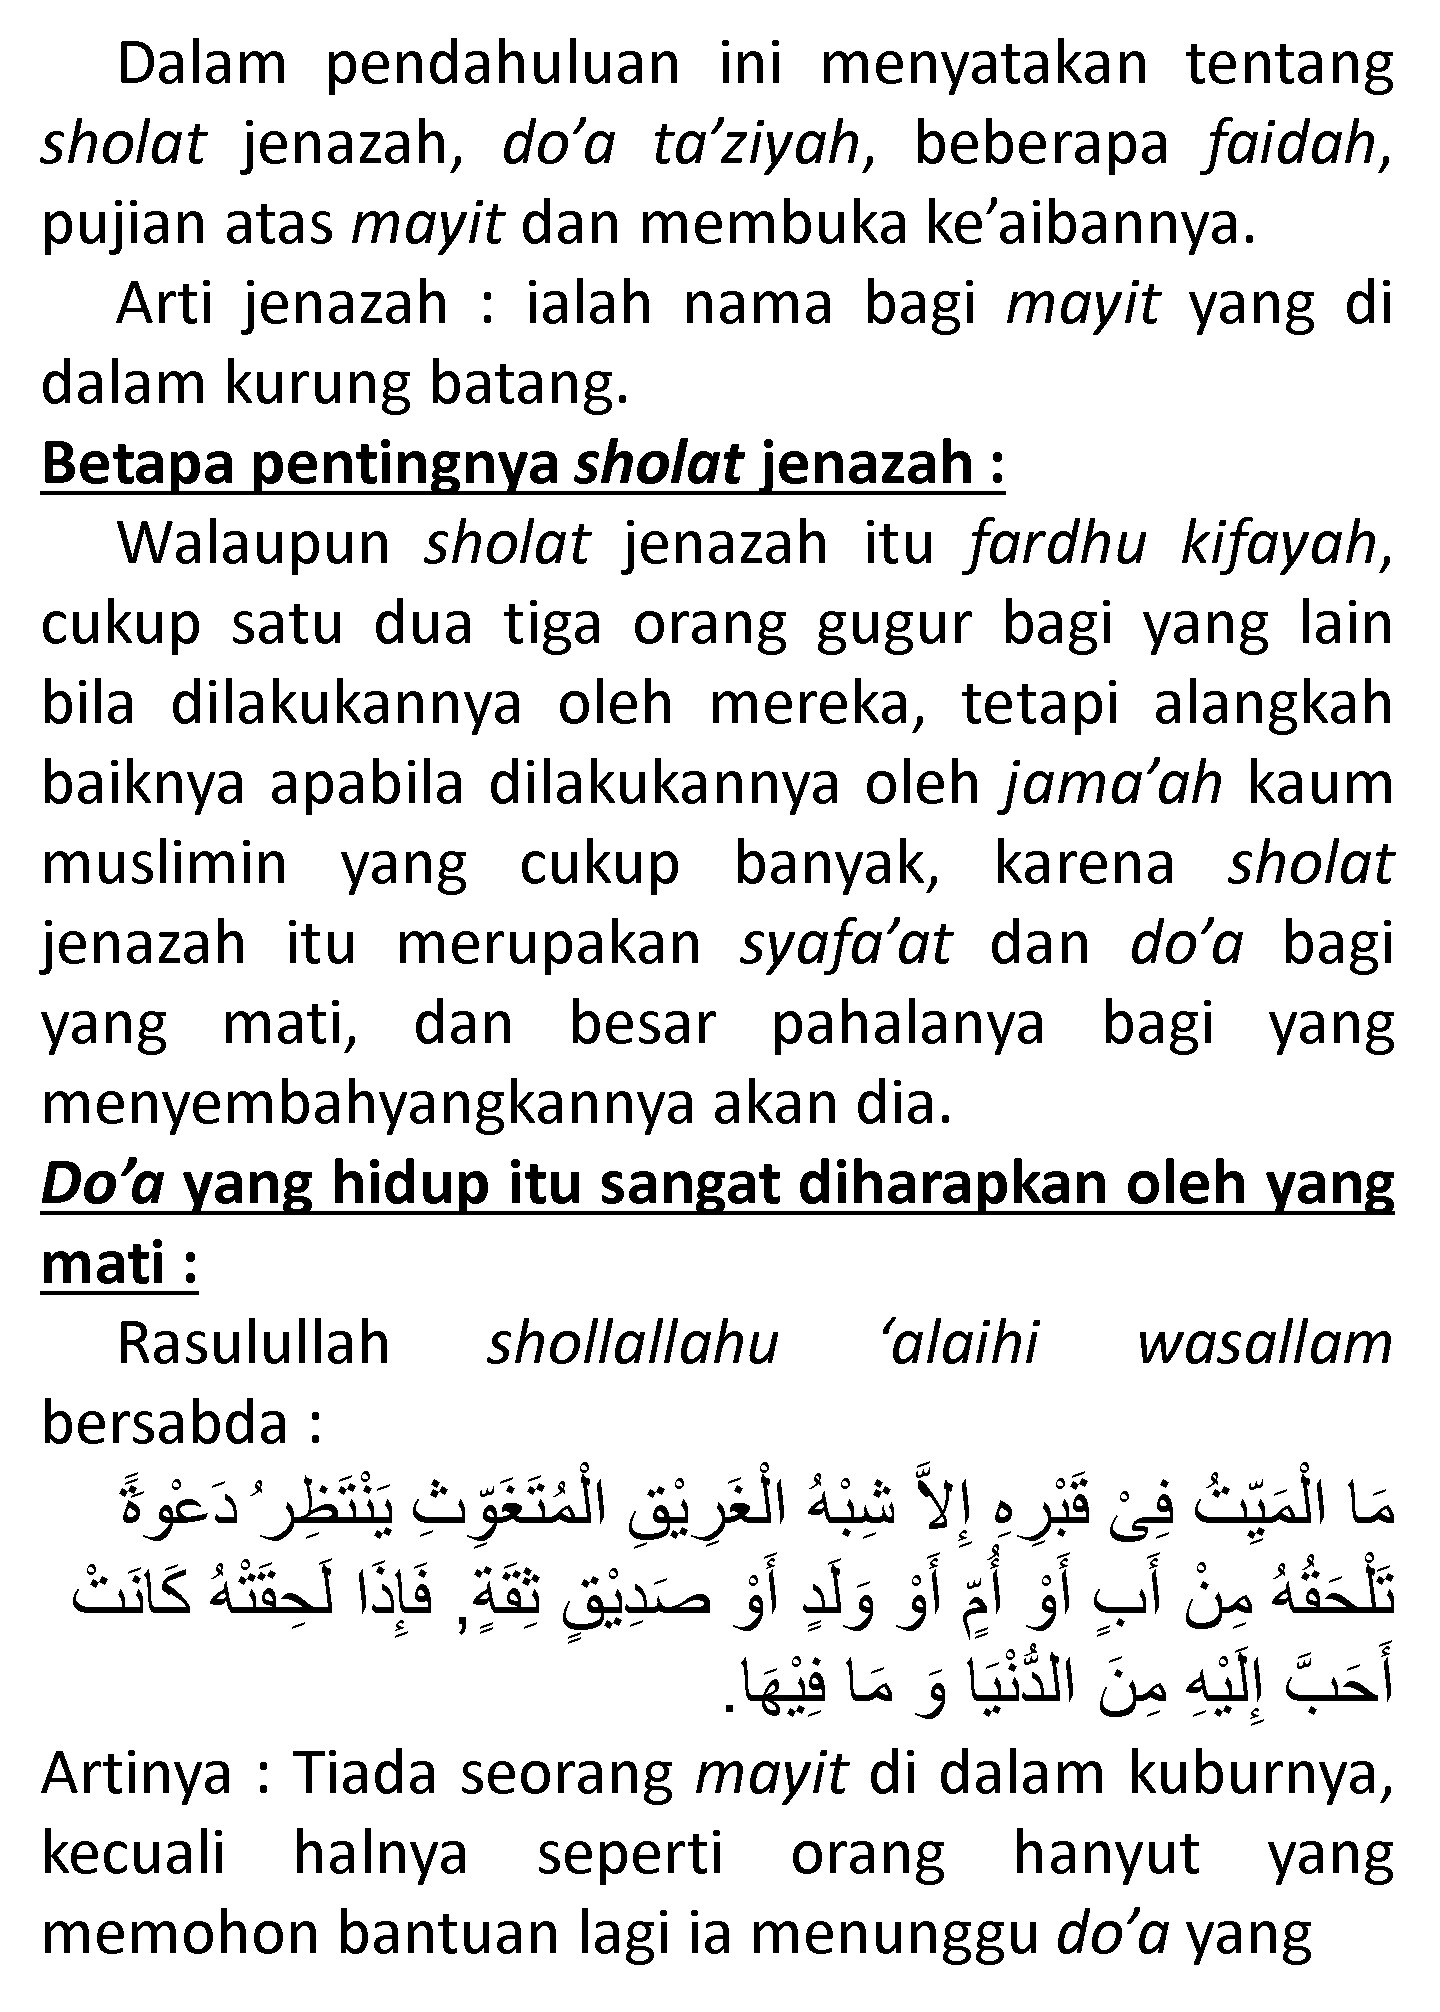 Dalam pendahuluan ini menyatakan tentang
sholat jenazah, do’a ta’ziyah, beberapa faidah,
pujian atas mayit dan membuka ke’aibannya.
Arti jenazah : ialah nama bagi mayit yang di
dalam kurung batang.
Betapa pentingnya sholat jenazah :
Walaupun sholat jenazah itu fardhu kifayah,
cukup satu dua tiga orang gugur bagi yang lain
bila dilakukannya oleh mereka, tetapi alangkah
baiknya apabila dilakukannya oleh jama’ah kaum
muslimin yang cukup banyak, karena sholat
jenazah itu merupakan syafa’at dan do’a bagi
yang mati, dan besar pahalanya bagi yang
menyembahyangkannya akan dia.
Do’a yang hidup itu sangat diharapkan oleh yang
mati :
Rasulullah shollallahu ‘alaihi wasallam
bersabda :
مَا الْمَيِّتُ فِىْ قَبْرِهِ إِلاَّ شِبْهُ الْغَرِيْقِ الْمُتَغَوِّثِ يَنْتَظِرُ دَعْوَةً
تَلْحَقُهُ مِنْ أَبٍ أَوْ أُمٍّ أَوْ وَلَدٍ أَوْ صَدِيْقٍ ثِقَةٍ, فَإِذَا لَحِقَتْهُ كَانَتْ
أَحَبَّ إِلَيْهِ مِنَ الدُّنْيَا وَ مَا فِيْهَا.
Artinya : Tiada seorang mayit di dalam kuburnya,
kecuali halnya seperti orang hanyut yang
memohon bantuan lagi ia menunggu do’a yang